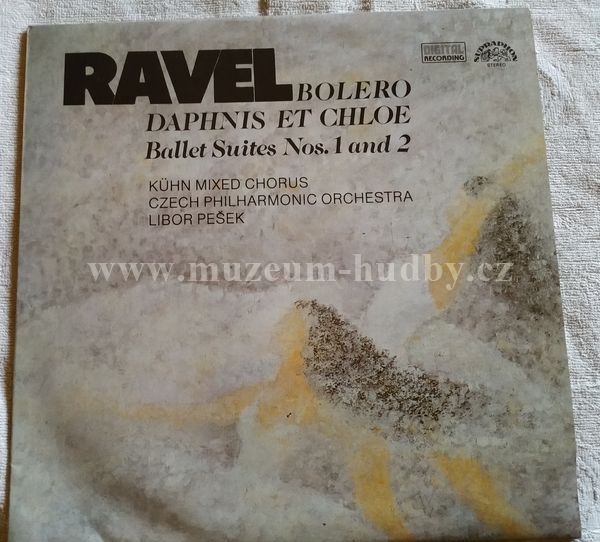 RAVEL BOLERO
DAPHNIS ET CHLOE
Ballet Suites Nos. 1 and 2
KÜHN MIXED CHORUS
CZECH PHILHARMONIC ORCHESTRA
LIBOR PEŠEK
DIGITAL
RECORDING
SUPRAPHON
STEREO
www.muzeum-hudby.cz